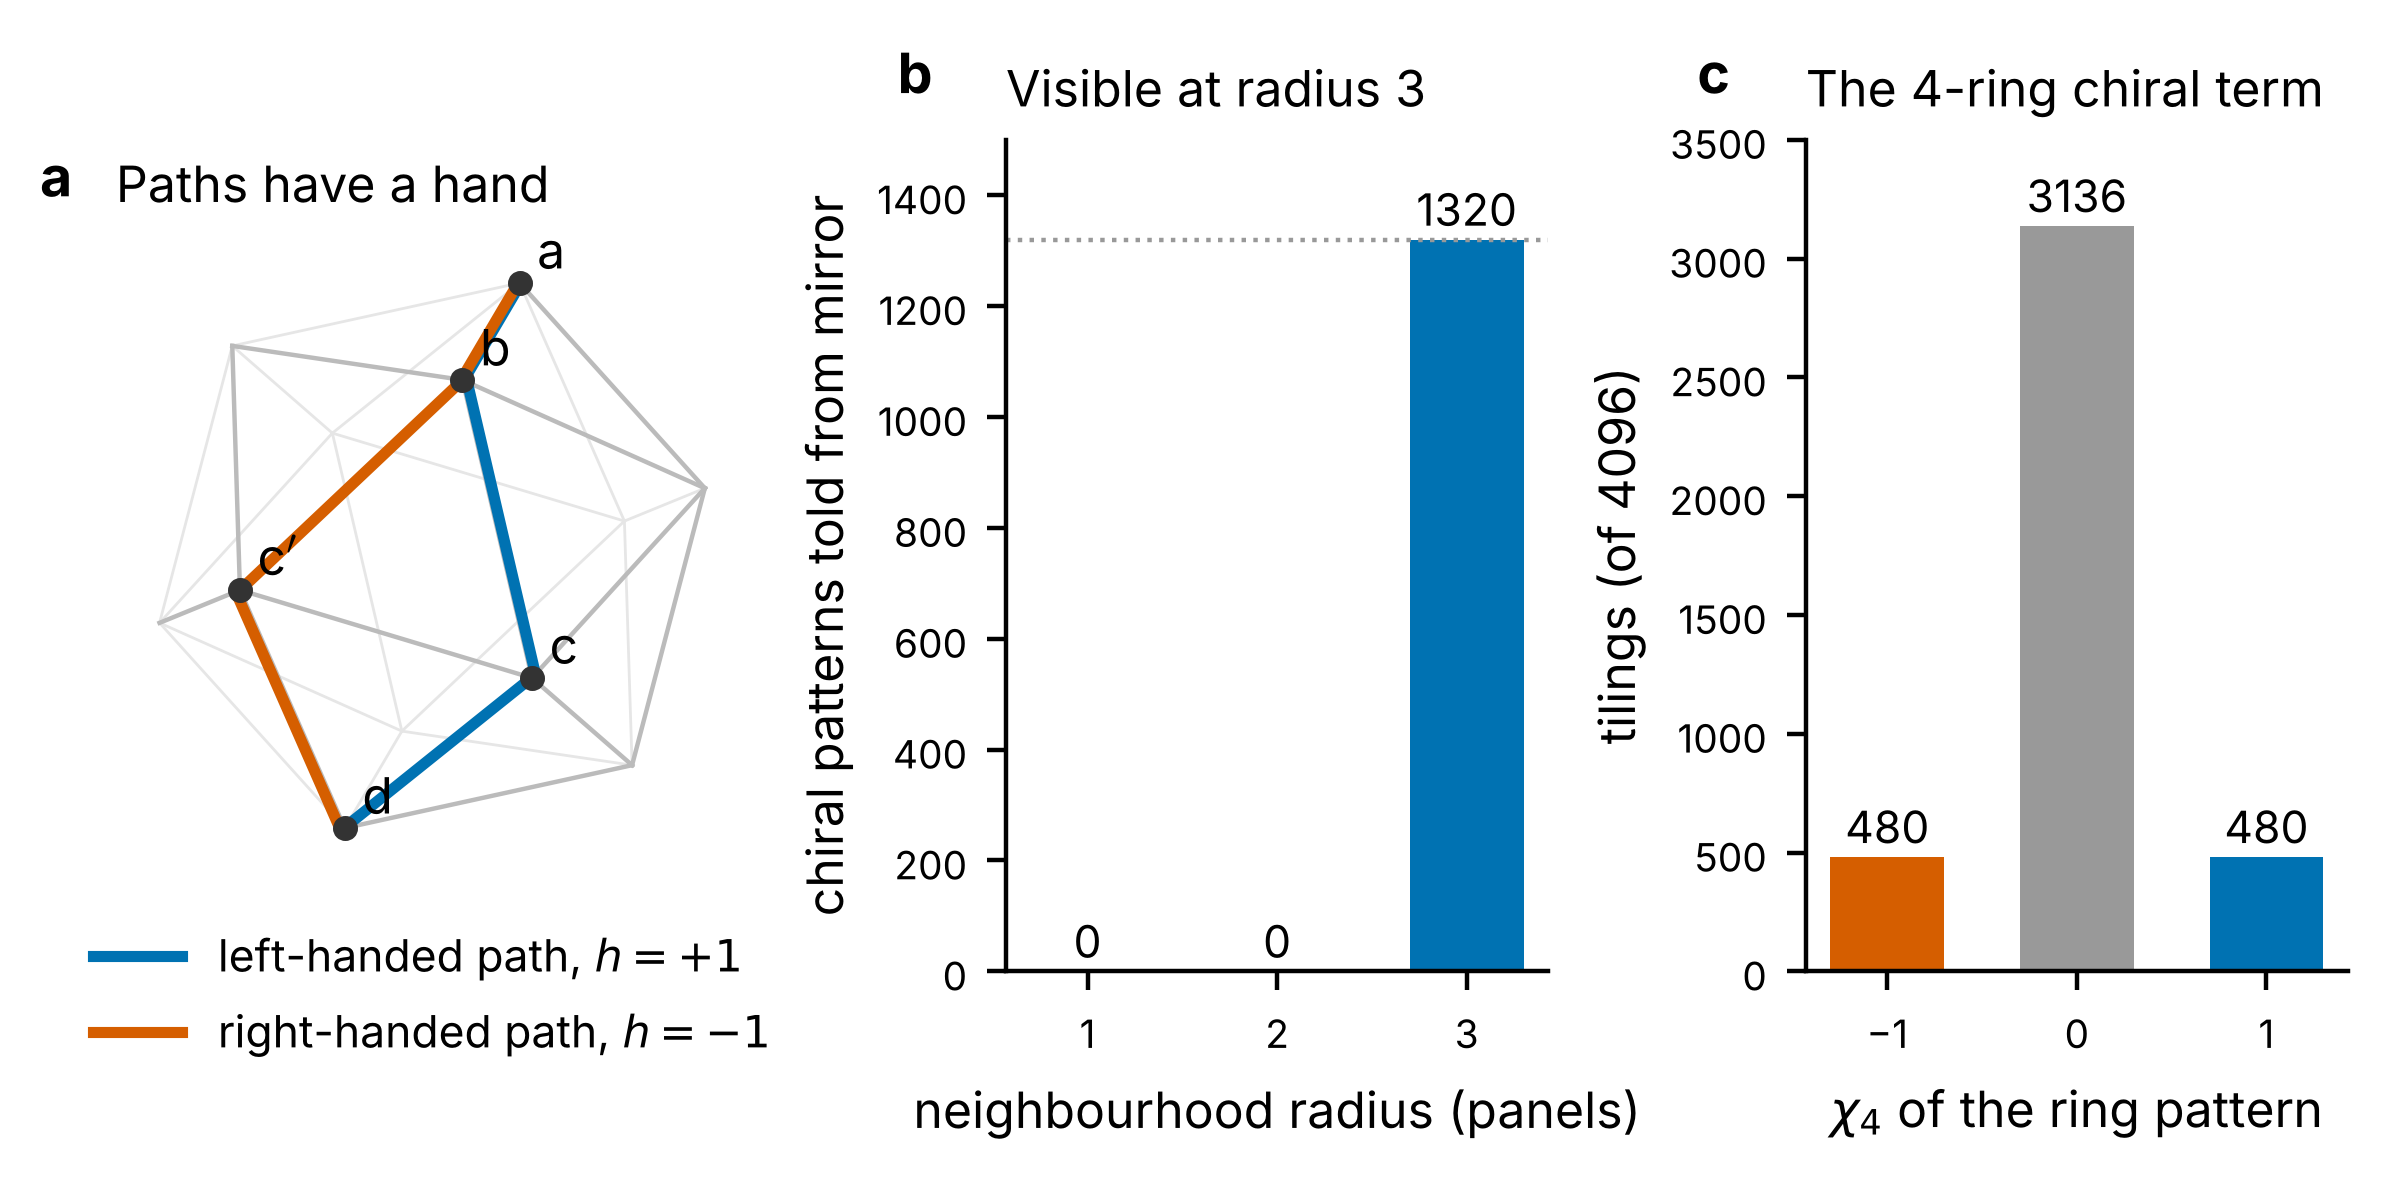 a Paths have a hand
a
b
c′
c
d
left-handed path, h = +1
right-handed path, h = −1
b Visible at radius 3
chiral patterns told from mirror
1400
1200
1000
800
600
400
200
0
0
0
1320
1
2
3
neighbourhood radius (panels)
c The 4-ring chiral term
tilings (of 4096)
3500
3000
2500
2000
1500
1000
500
0
480
3136
480
−1
0
1
χ₄ of the ring pattern